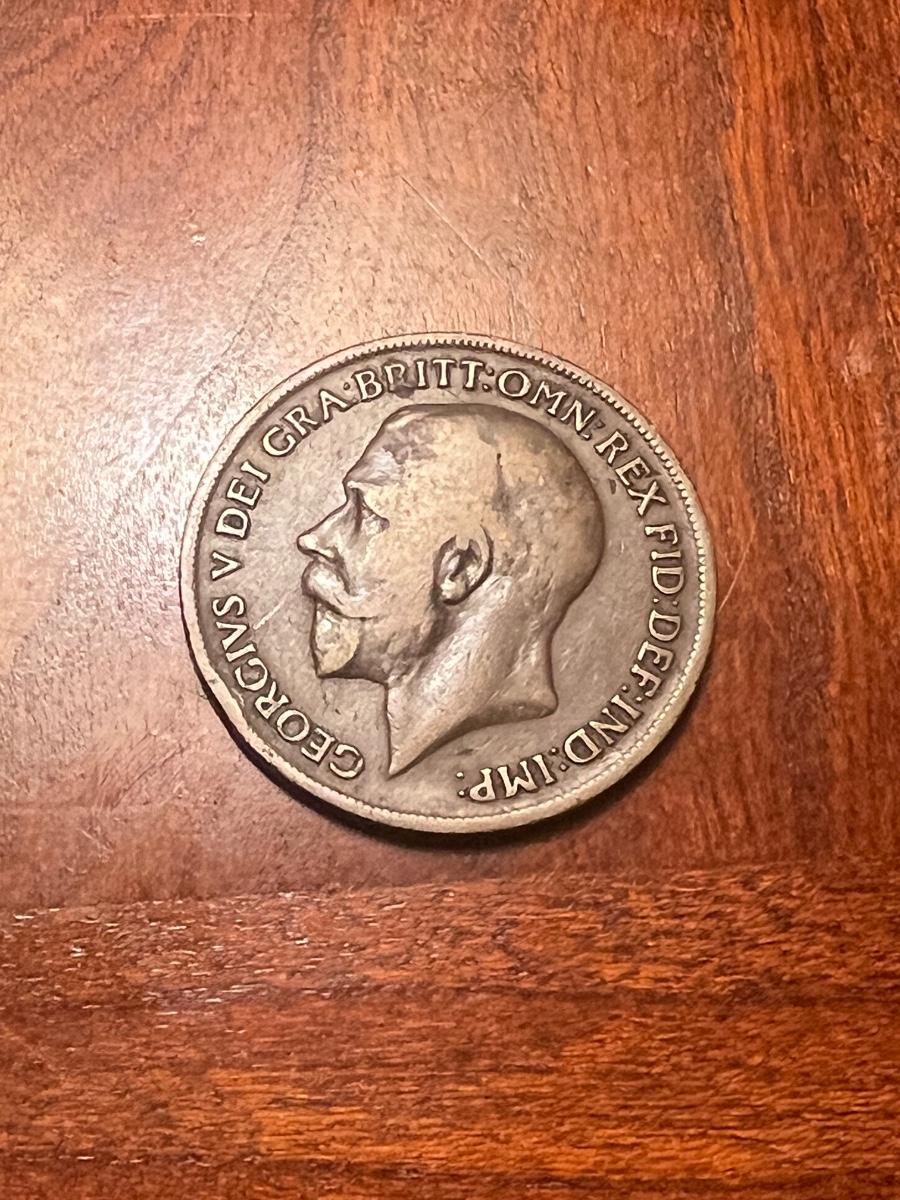 GEORGIVS V DEI GRA:BRITT:OMN:REX FID:DEF:IND:IMP: